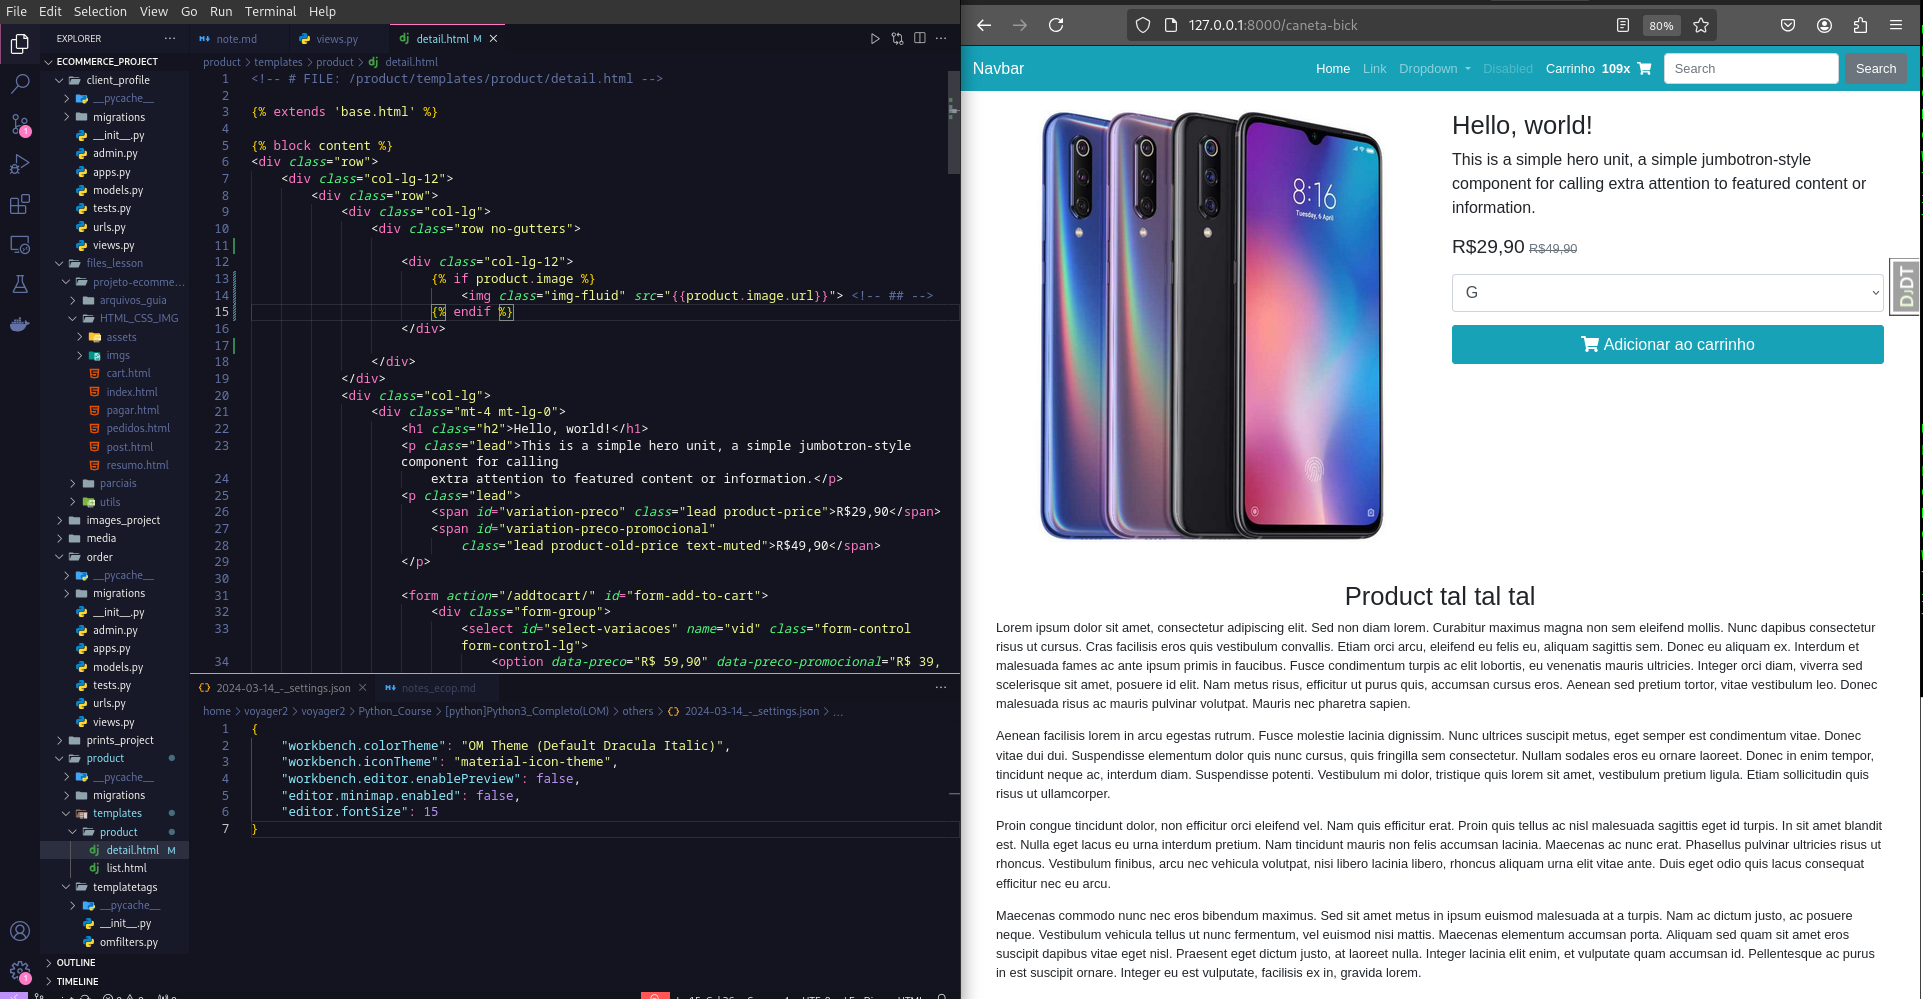 File Edit Selection View Go Run Terminal Help
EXPLORER
ECOMMERCE_PROJECT
client_profile
__pycache__
migrations
__init__.py
admin.py
apps.py
models.py
tests.py
urls.py
views.py
files_lesson
projeto-ecomme...
arquivos_guia
HTML_CSS_IMG
assets
imgs
cart.html
index.html
pagar.html
pedidos.html
post.html
resumo.html
parciais
utils
images_project
media
order
__pycache__
migrations
__init__.py
admin.py
apps.py
models.py
tests.py
urls.py
views.py
prints_project
product
__pycache__
migrations
templates
product
detail.html M
list.html
templatetags
__pycache__
__init__.py
omfilters.py
OUTLINE
TIMELINE
note.md views.py detail.html M
product > templates > product > detail.html
1 <!-- # FILE: /product/templates/product/detail.html -->
2
3 {% extends 'base.html' %}
4
5 {% block content %}
6 <div class="row">
7 <div class="col-lg-12">
8 <div class="row">
9 <div class="col-lg">
10 <div class="row no-gutters">
11
12 <div class="col-lg-12">
13 {% if product.image %}
14 <img class="img-fluid" src="{{product.image.url}}"> <!-- ## -->
15 {% endif %}
16 </div>
17
18 </div>
19 </div>
20 <div class="col-lg">
21 <div class="mt-4 mt-lg-0">
22 <h1 class="h2">Hello, world!</h1>
23 <p class="lead">This is a simple hero unit, a simple jumbotron-style
component for calling
24 extra attention to featured content or information.</p>
25 <p class="lead">
26 <span id="variation-preco" class="lead product-price">R$29,90</span>
27 <span id="variation-preco-promocional"
28 class="lead product-old-price text-muted">R$49,90</span>
29 </p>
30
31 <form action="/addtocart/" id="form-add-to-cart">
32 <div class="form-group">
33 <select id="select-variacoes" name="vid" class="form-control
form-control-lg">
34 <option data-preco="R$ 59,90" data-preco-promocional="R$ 39,
2024-03-14_-_settings.json notes_ecop.md
home > voyager2 > voyager2 > Python_Course > [python]Python3_Completo(LOM) > others > 2024-03-14_-_settings.json > ...
1 {
2 "workbench.colorTheme": "OM Theme (Default Dracula Italic)",
3 "workbench.iconTheme": "material-icon-theme",
4 "workbench.editor.enablePreview": false,
5 "editor.minimap.enabled": false,
6 "editor.fontSize": 15
7 }
127.0.0.1:8000/caneta-bick 80%
Navbar Home Link Dropdown Disabled Carrinho 109x Search Search
8:16
Tuesday, 6 April
Hello, world!
This is a simple hero unit, a simple jumbotron-style
component for calling extra attention to featured content or
information.
R$29,90 R$49,90
G
Adicionar ao carrinho
DjDT
Product tal tal tal
Lorem ipsum dolor sit amet, consectetur adipiscing elit. Sed non diam lorem. Curabitur maximus magna non sem eleifend mollis. Nunc dapibus consectetur
risus ut cursus. Cras facilisis eros quis vestibulum convallis. Etiam orci arcu, eleifend eu felis eu, aliquam sagittis sem. Donec eu aliquam ex. Interdum et
malesuada fames ac ante ipsum primis in faucibus. Fusce condimentum turpis ac elit lobortis, eu venenatis mauris ultricies. Integer orci diam, viverra sed
scelerisque sit amet, posuere id elit. Nam metus risus, efficitur ut purus quis, accumsan cursus eros. Aenean sed pretium tortor, vitae vestibulum leo. Donec
malesuada risus ac mauris pulvinar volutpat. Mauris nec pharetra sapien.
Aenean facilisis lorem in arcu egestas rutrum. Fusce molestie lacinia dignissim. Nunc ultrices suscipit metus, eget semper est condimentum vitae. Donec
vitae dui dui. Suspendisse elementum dolor quis nunc cursus, quis fringilla sem consectetur. Nullam sodales eros eu ornare laoreet. Donec in enim tempor,
tincidunt neque ac, interdum diam. Suspendisse potenti. Vestibulum mi dolor, tristique quis lorem sit amet, vestibulum pretium ligula. Etiam sollicitudin quis
risus ut ullamcorper.
Proin congue tincidunt dolor, non efficitur orci eleifend vel. Nam quis efficitur erat. Proin quis tellus ac nisl malesuada sagittis eget id turpis. In sit amet blandit
est. Nulla eget lacus eu urna interdum pretium. Nam tincidunt mauris non felis accumsan lacinia. Maecenas ac nunc erat. Phasellus pulvinar ultricies risus ut
rhoncus. Vestibulum finibus, arcu nec vehicula volutpat, nisi libero lacinia libero, rhoncus aliquam urna elit vitae ante. Duis eget odio quis lacus consequat
efficitur nec eu arcu.
Maecenas commodo nunc nec eros bibendum maximus. Sed sit amet metus in ipsum euismod malesuada at a turpis. Nam ac dictum justo, ac posuere
neque. Vestibulum vehicula tellus ut nunc fermentum, vel euismod nisi mattis. Maecenas elementum accumsan porta. Aliquam sed quam sit amet eros
suscipit dapibus vitae eget nisl. Praesent eget dictum justo, at laoreet nulla. Integer lacinia elit enim, et vulputate quam accumsan id. Pellentesque ac purus
in est suscipit ornare. Integer eu est vulputate, facilisis ex in, gravida lorem.